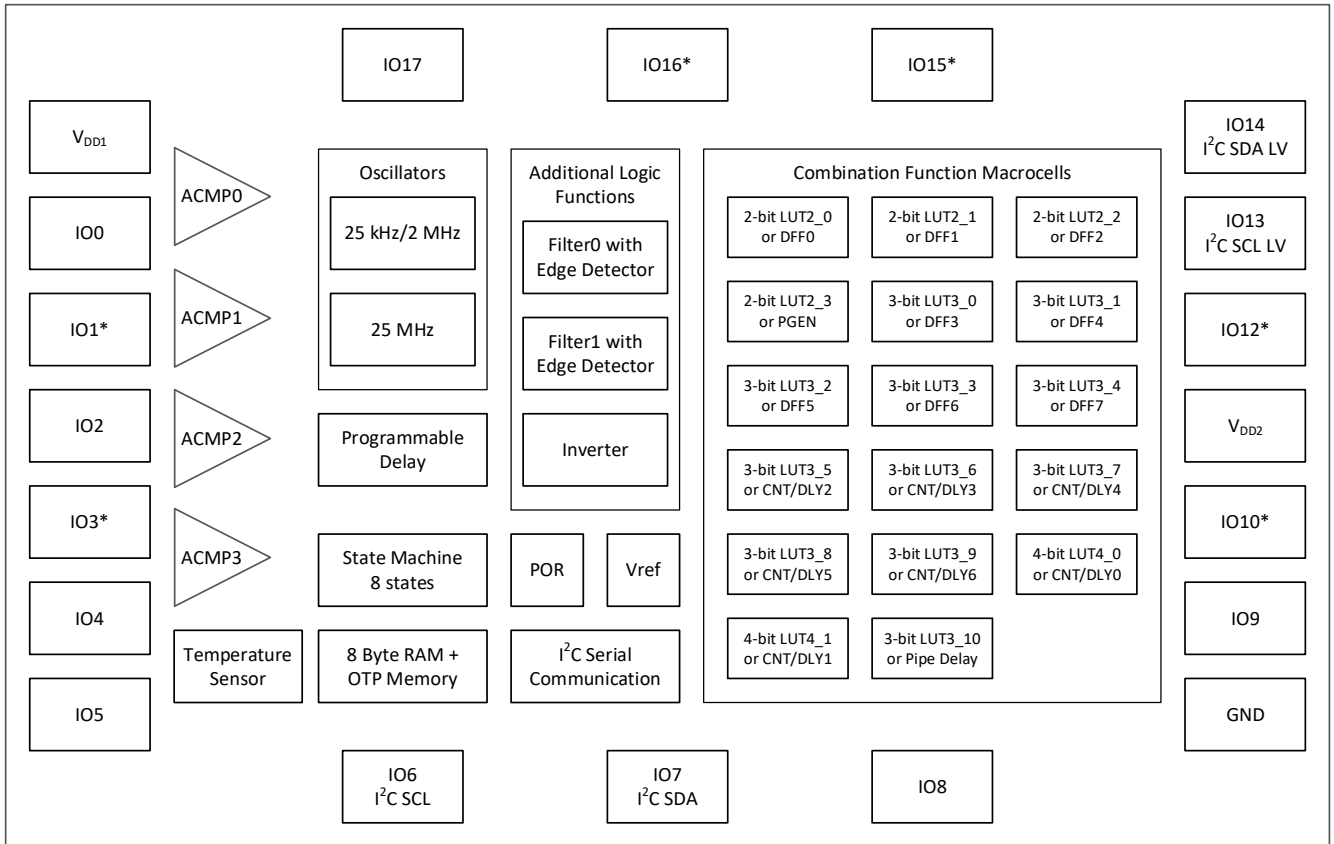 IO17
IO16*
IO15*
V_DD1
IO0
IO1*
IO2
IO3*
IO4
IO5
ACMP0
ACMP1
ACMP2
ACMP3
Temperature
Sensor
Oscillators
25 kHz/2 MHz
25 MHz
Programmable
Delay
State Machine
8 states
8 Byte RAM +
OTP Memory
Additional Logic
Functions
Filter0 with
Edge Detector
Filter1 with
Edge Detector
Inverter
POR
Vref
I²C Serial
Communication
Combination Function Macrocells
2-bit LUT2_0
or DFF0
2-bit LUT2_1
or DFF1
2-bit LUT2_2
or DFF2
2-bit LUT2_3
or PGEN
3-bit LUT3_0
or DFF3
3-bit LUT3_1
or DFF4
3-bit LUT3_2
or DFF5
3-bit LUT3_3
or DFF6
3-bit LUT3_4
or DFF7
3-bit LUT3_5
or CNT/DLY2
3-bit LUT3_6
or CNT/DLY3
3-bit LUT3_7
or CNT/DLY4
3-bit LUT3_8
or CNT/DLY5
3-bit LUT3_9
or CNT/DLY6
4-bit LUT4_0
or CNT/DLY0
4-bit LUT4_1
or CNT/DLY1
3-bit LUT3_10
or Pipe Delay
IO14
I²C SDA LV
IO13
I²C SCL LV
IO12*
V_DD2
IO10*
IO9
GND
IO6
I²C SCL
IO7
I²C SDA
IO8